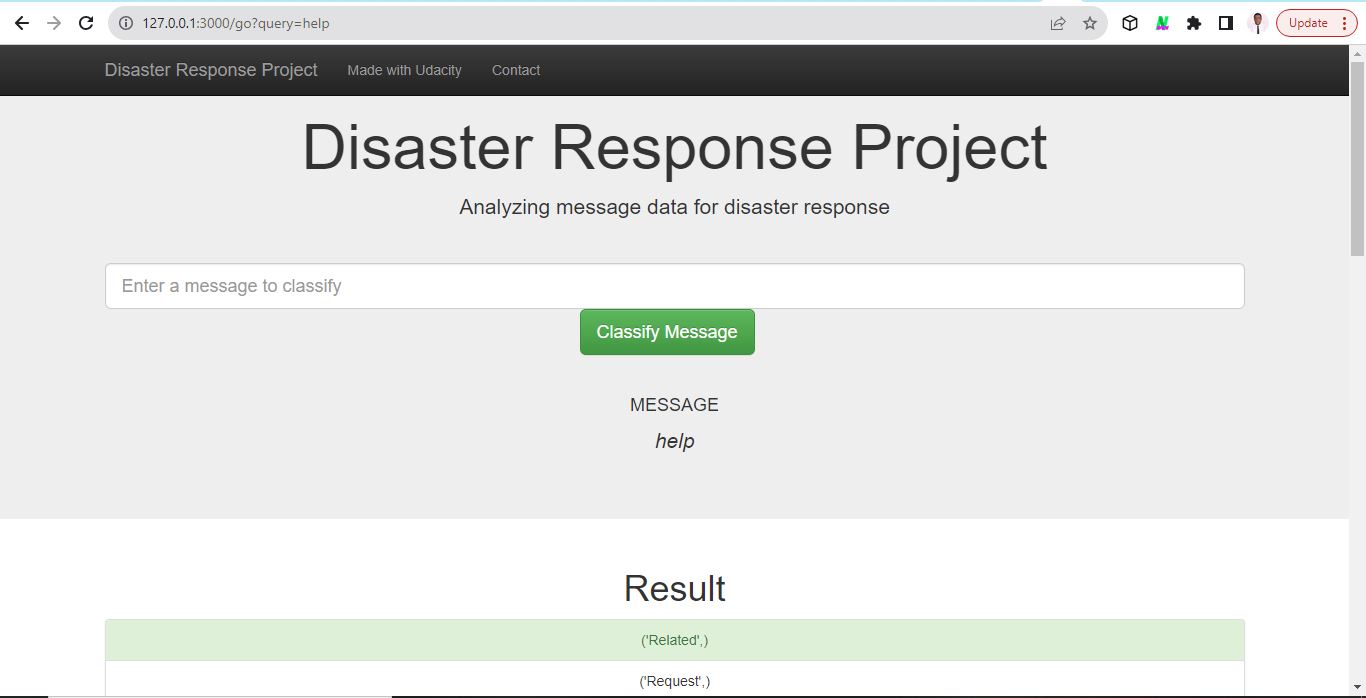 127.0.0.1:3000/go?query=help
Update
Disaster Response Project Made with Udacity Contact
Disaster Response Project
Analyzing message data for disaster response
Enter a message to classify
Classify Message
MESSAGE
help
Result
('Related',)
('Request',)